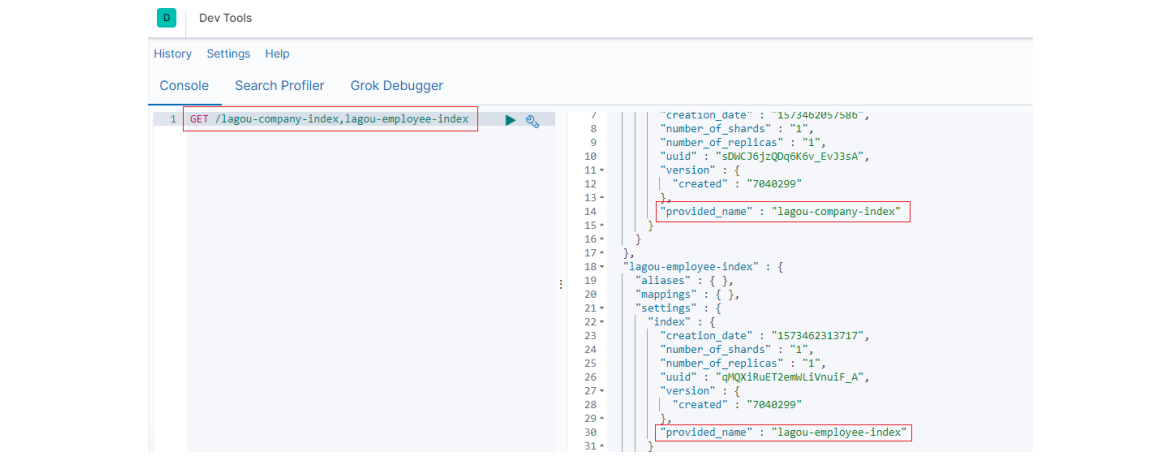 D Dev Tools
History Settings Help
Console Search Profiler Grok Debugger
1 GET /lagou-company-index,lagou-employee-index
7 "creation_date" : "1573462057586",
8 "number_of_shards" : "1",
9 "number_of_replicas" : "1",
10 "uuid" : "sDWCJ6jzQDq6K6v_EvJ3sA",
11 "version" : {
12 "created" : "7040299"
13 },
14 "provided_name" : "lagou-company-index"
15 }
16 }
17 },
18 "lagou-employee-index" : {
19 "aliases" : { },
20 "mappings" : { },
21 "settings" : {
22 "index" : {
23 "creation_date" : "1573462313717",
24 "number_of_shards" : "1",
25 "number_of_replicas" : "1",
26 "uuid" : "qMQXiRuET2emWLiVnuiF_A",
27 "version" : {
28 "created" : "7040299"
29 },
30 "provided_name" : "lagou-employee-index"
31 }